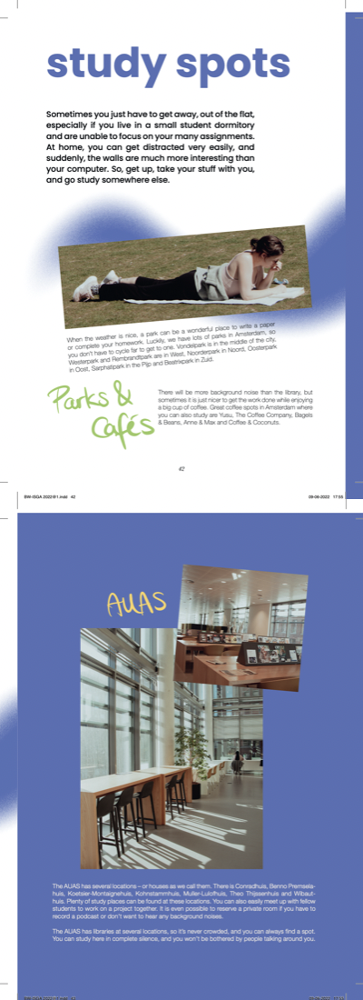 study spots
Sometimes you just have to get away, out of the flat,
especially if you live in a small student dormitory
and are unable to focus on your many assignments.
At home, you can get distracted very easily, and
suddenly, the walls are much more interesting than
your computer. So, get up, take your stuff with you,
and go study somewhere else.
When the weather is nice, a park can be a wonderful place to write a paper
or complete your homework. Luckily, we have lots of parks in Amsterdam, so
you don't have to cycle far to get to one. Vondelpark is in the middle of the city,
Westerpark and Rembrandtpark are in West, Noorderpark in Noord, Oosterpark
in Oost, Sarphatipark in the Pijp and Beatrixpark in Zuid.
Parks &
Cafés
There will be more background noise than the library, but
sometimes it is just nicer to get the work done while enjoying
a big cup of coffee. Great coffee spots in Amsterdam where
you can also study are Yusu, The Coffee Company, Bagels
& Beans, Anne & Max and Coffee & Coconuts.
42
BW-ISGA 2022@1.indd 42
09-06-2022 17:55
AUAS
The AUAS has several locations – or houses as we call them. There is Conradhuis, Benno Premsela-
huis, Koetsier-Montaignehuis, Kohnstammhuis, Muller-Lulofhuis, Theo Thijssenhuis and Wibaut-
huis. Plenty of study places can be found at these locations. You can also easily meet up with fellow
students to work on a project together. It is even possible to reserve a private room if you have to
record a podcast or don't want to hear any background noises.
The AUAS has libraries at several locations, so it's never crowded, and you can always find a spot.
You can study here in complete silence, and you won't be bothered by people talking around you.